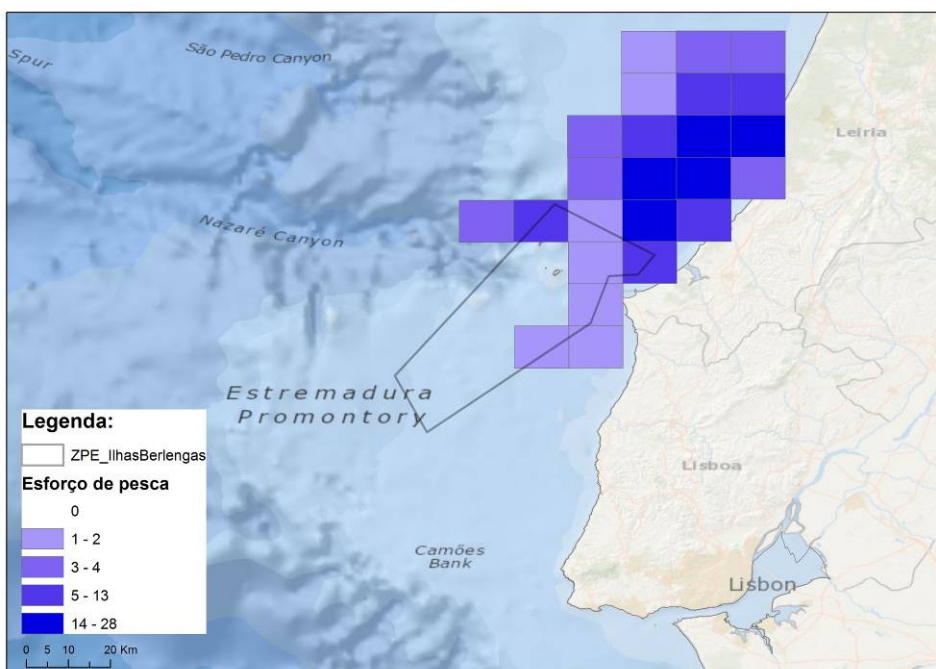 São Pedro Canyon
Spur
Leiria
Nazaré Canyon
Estremadura
Promontory
Lisboa
Camões
Bank
Lisbon
Legenda:
ZPE_IlhasBerlengas
Esforço de pesca
0
1 - 2
3 - 4
5 - 13
14 - 28
0 5 10 20 Km